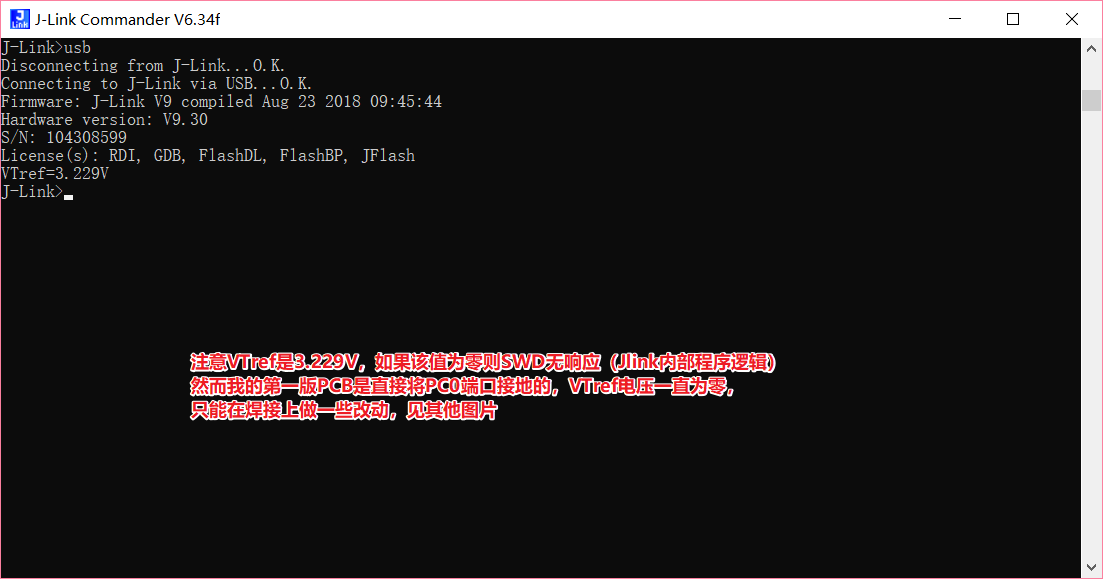 J-Link Commander V6.34f
J-Link>usb
Disconnecting from J-Link...O.K.
Connecting to J-Link via USB...O.K.
Firmware: J-Link V9 compiled Aug 23 2018 09:45:44
Hardware version: V9.30
S/N: 104308599
License(s): RDI, GDB, FlashDL, FlashBP, JFlash
VTref=3.229V
J-Link>
注意VTref是3.229V，如果该值为零则SWD无响应（Jlink内部程序逻辑）
然而我的第一版PCB是直接将PC0端口接地的，VTref电压一直为零，
只能在焊接上做一些改动，见其他图片